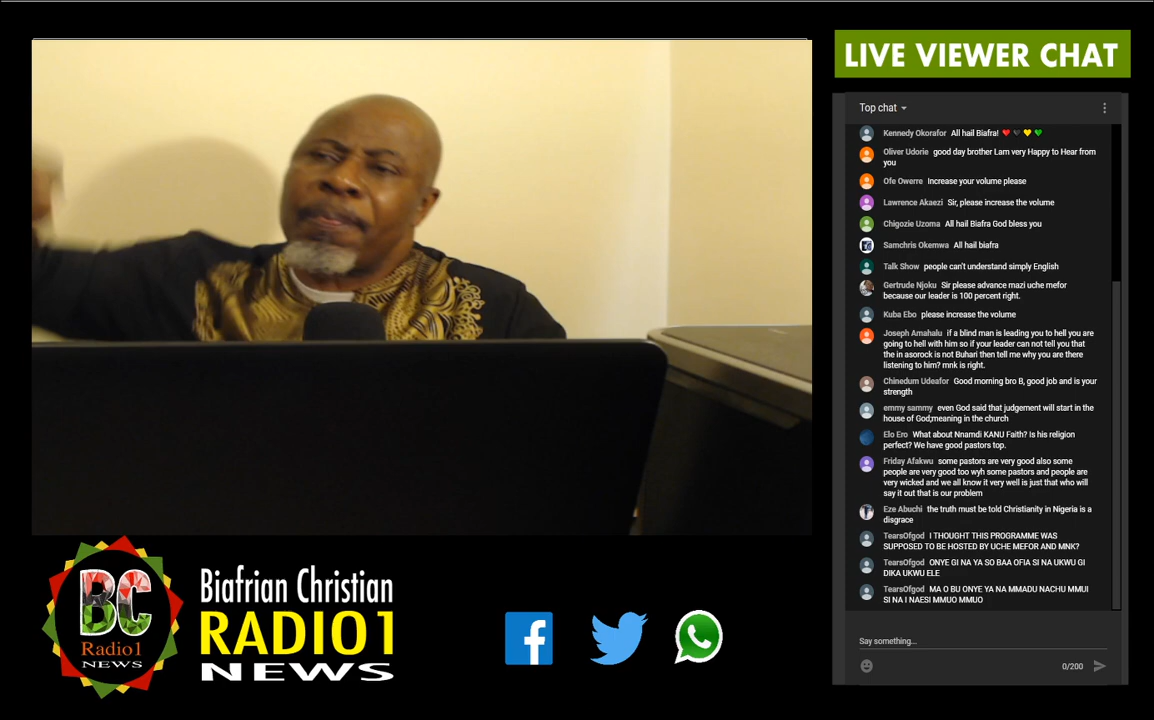 LIVE VIEWER CHAT
Top chat
Kennedy Okorafor All hail Biafra!
Oliver Udorie good day brother Lam very Happy to Hear from
you
Ofe Owerre Increase your volume please
Lawrence Akaezi Sir, please increase the volume
Chigozie Uzoma All hail Biafra God bless you
Samchris Okemwa All hail biafra
Talk Show people can't understand simply English
Gertrude Njoku Sir please advance mazi uche mefor
because our leader is 100 percent right.
Kuba Ebo please increase the volume
Joseph Amahalu if a blind man is leading you to hell you are
going to hell with him so if your leader can not tell you that
the in asorock is not Buhari then tell me why you are there
listening to him? mnk is right.
Chinedum Udeafor Good morning bro B, good job and is your
strength
emmy sammy even God said that judgement will start in the
house of God;meaning in the church
Elo Ero What about Nnamdi KANU Faith? Is his religion
perfect? We have good pastors top.
Friday Afakwu some pastors are very good also some
people are very good too wyh some pastors and people are
very wicked and we all know it very well is just that who will
say it out that is our problem
Eze Abuchi the truth must be told Christianity in Nigeria is a
disgrace
TearsOfgod I THOUGHT THIS PROGRAMME WAS
SUPPOSED TO BE HOSTED BY UCHE MEFOR AND MNK?
TearsOfgod ONYE GI NA YA SO BAA OFIA SI NA UKWU GI
DIKA UKWU ELE
TearsOfgod MA O BU ONYE YA NA MMADU NACHU MMUI
SI NA I NAESI MMUO MMUO
Say something...
0/200
BC
Radio1
NEWS
Biafrian Christian
RADIO1
NEWS